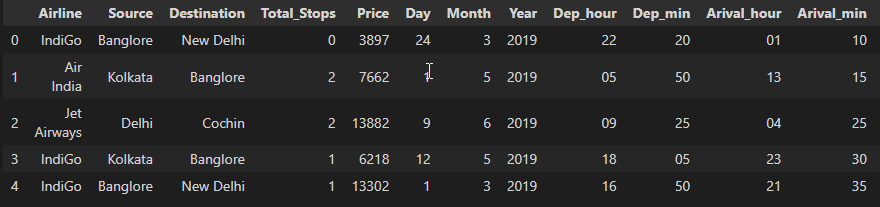 Airline Source Destination Total_Stops Price Day Month Year Dep_hour Dep_min Arival_hour Arival_min
0 IndiGo Banglore New Delhi 0 3897 24 3 2019 22 20 01 10
1 Air India Kolkata Banglore 2 7662 1 5 2019 05 50 13 15
2 Jet Airways Delhi Cochin 2 13882 9 6 2019 09 25 04 25
3 IndiGo Kolkata Banglore 1 6218 12 5 2019 18 05 23 30
4 IndiGo Banglore New Delhi 1 13302 1 3 2019 16 50 21 35